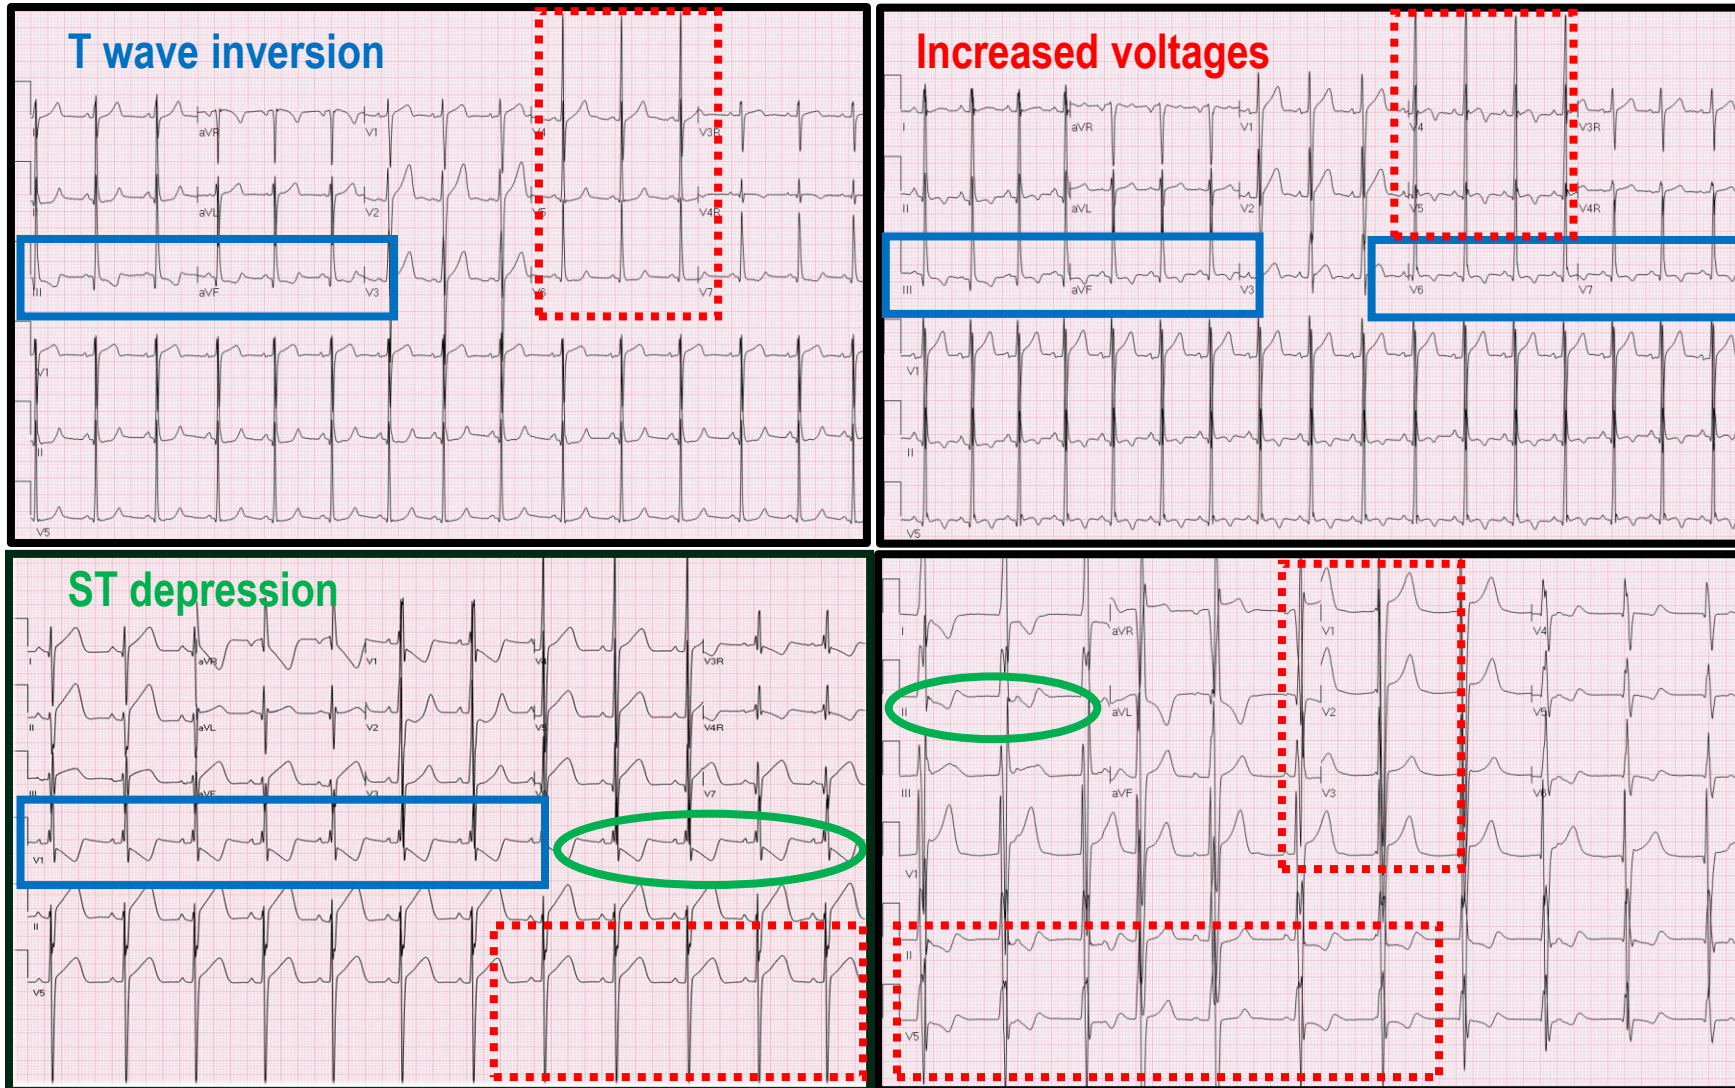 T wave inversion
I aVR V1 V4 V3R
II aVL V2 V5 V4R
III aVF V3 V6 V7
V1
II
V5
Increased voltages
I aVR V1 V4 V3R
II aVL V2 V5 V4R
III aVF V3 V6 V7
V1
II
V5
ST depression
I aVR V1 V4 V3R
II aVL V2 V5 V4R
III aVF V3 V7
V1
II
V5
I aVR V1 V4
II aVL V2 V5
III aVF V3 V6
V1
II
V5